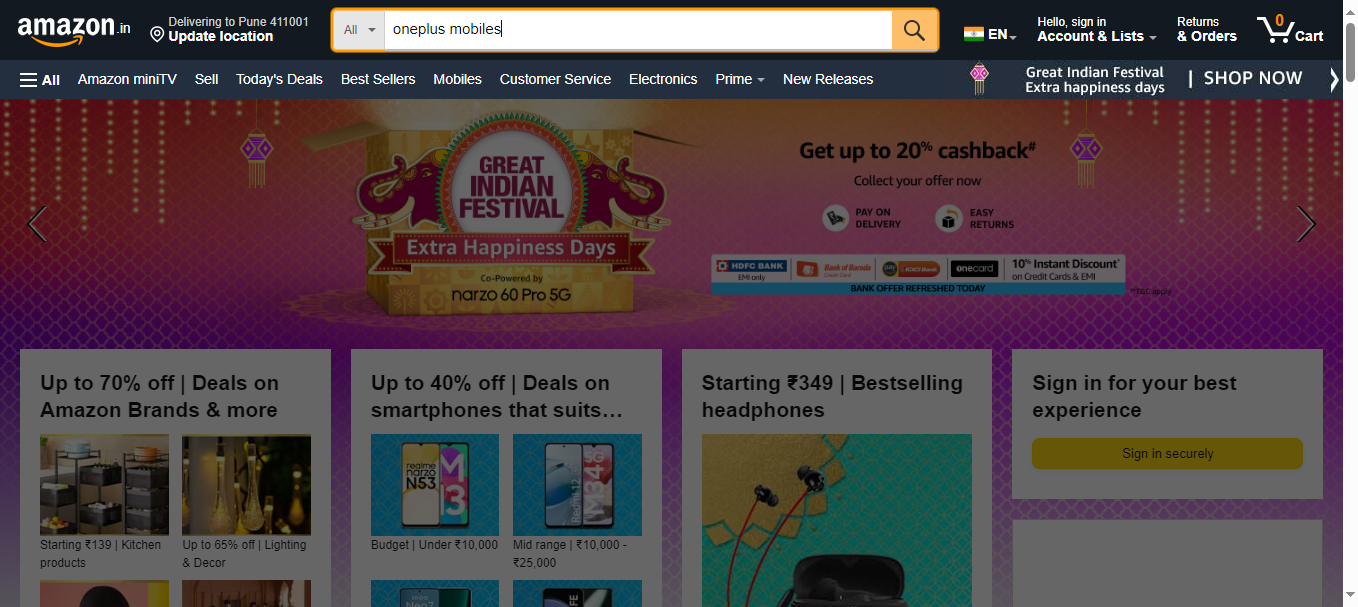 amazon.in
Delivering to Pune 411001
Update location
All
oneplus mobiles
EN
Hello, sign in
Account & Lists
Returns
& Orders
0
Cart
All
Amazon miniTV
Sell
Today's Deals
Best Sellers
Mobiles
Customer Service
Electronics
Prime
New Releases
Great Indian Festival
Extra happiness days
| SHOP NOW
GREAT
INDIAN
FESTIVAL
Extra Happiness Days
Co-Powered by
narzo 60 Pro 5G
Get up to 20% cashback#
Collect your offer now
PAY ON
DELIVERY
EASY
RETURNS
HDFC BANK
EMI only
Bank of Baroda
Credit Card
pay
ICICI Bank
onecard
10% Instant Discount*
on Credit Cards & EMI
BANK OFFER REFRESHED TODAY
**T&C apply
Up to 70% off | Deals on
Amazon Brands & more
Starting ₹139 | Kitchen
products
Up to 65% off | Lighting
& Decor
Up to 40% off | Deals on
smartphones that suits…
realme
narzo
N53
M
13
Budget | Under ₹10,000
Redmi 12
5G
M34
Mid range | ₹10,000 -
₹25,000
Starting ₹349 | Bestselling
headphones
Sign in for your best
experience
Sign in securely